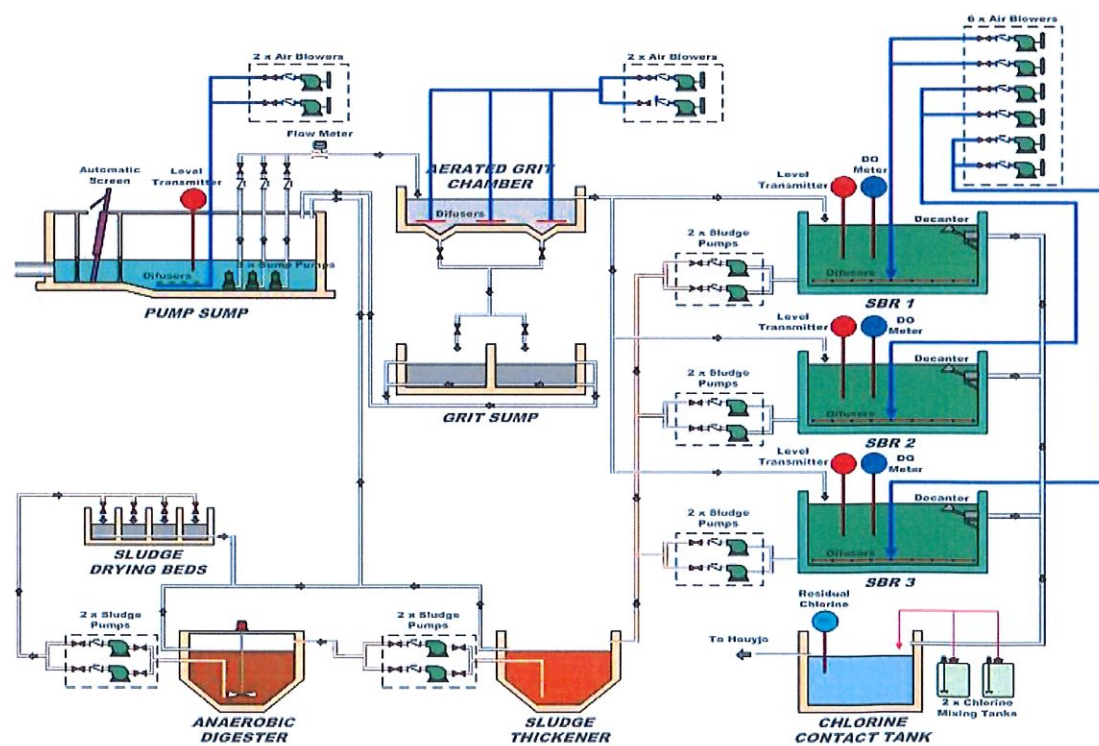 6 x Air Blowers
2 x Air Blowers
2 x Air Blowers
Flow Meter
Automatic
Screen
Level
Transmitter
AERATED GRIT
CHAMBER
Difusers
Difusers
3 x Sump Pumps
PUMP SUMP
GRIT SUMP
Level
Transmitter
DO
Meter
Decanter
2 x Sludge
Pumps
Difusers
SBR 1
Level
Transmitter
DO
Meter
Decanter
2 x Sludge
Pumps
Difusers
SBR 2
Level
Transmitter
DO
Meter
Decanter
2 x Sludge
Pumps
Difusers
SBR 3
SLUDGE
DRYING BEDS
2 x Sludge
Pumps
2 x Sludge
Pumps
ANAEROBIC
DIGESTER
SLUDGE
THICKENER
Residual
Chlorine
To Houyjo
2 x Chlorine
Mixing Tanks
CHLORINE
CONTACT TANK